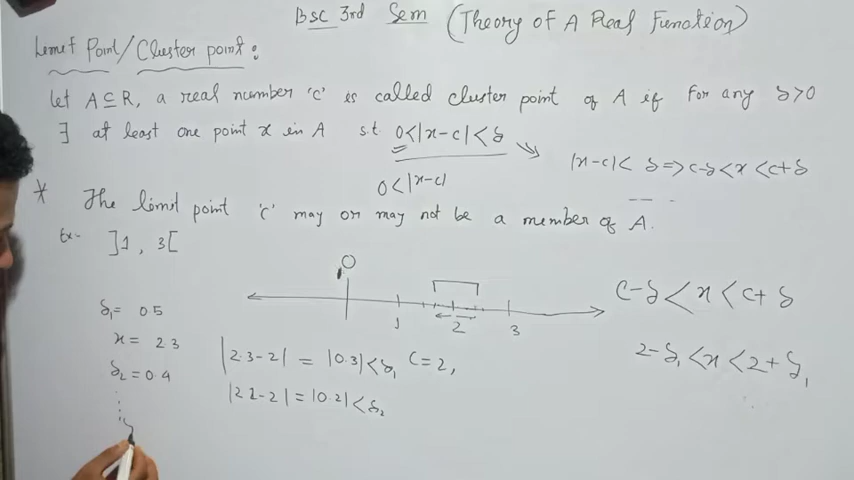 Bsc 3rd Sem (Theory of A Real Function)
Limit Point/Cluster point:
let A⊆R, a real number 'c' is called cluster point of A if for any δ>0
∃ at least one point x in A s.t. 0<|x-c|<δ
|x-c|< δ => c-δ<x<c+δ
0<|x-c|
* The limit point 'c' may or may not be a member of A.
Ex- ]1, 3[
O
1 2 3
c-δ<x<c+δ
δ₁= 0.5
x= 2.3
δ₂=0.4
|2.3-2| = |0.3|<δ₁ C=2,
2-δ₁<x<2+δ₁
|2.2-2|=|0.2|<δ₂